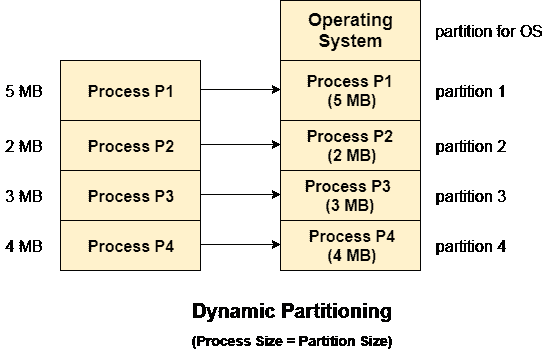 Operating
System
partition for OS
5 MB
Process P1
Process P1
(5 MB)
partition 1
2 MB
Process P2
Process P2
(2 MB)
partition 2
3 MB
Process P3
Process P3
(3 MB)
partition 3
4 MB
Process P4
Process P4
(4 MB)
partition 4
Dynamic Partitioning
(Process Size = Partition Size)